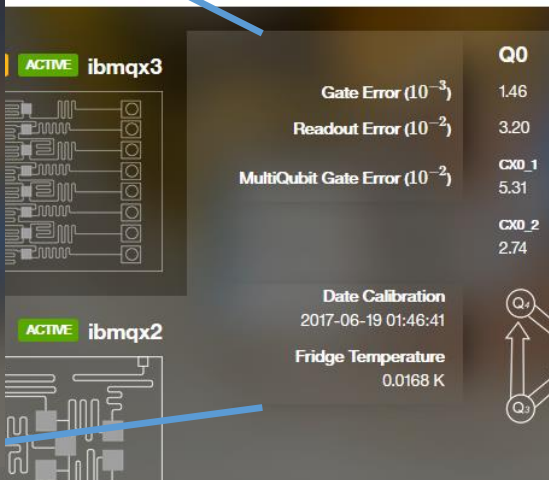 ACTIVE ibmqx3
Q0
Gate Error (10⁻³) 1.46
Readout Error (10⁻²) 3.20
CX0_1
MultiQubit Gate Error (10⁻²) 5.31
CX0_2
2.74
Date Calibration
2017-06-19 01:46:41
Fridge Temperature
0.0168 K
Q4
Q3
ACTIVE ibmqx2